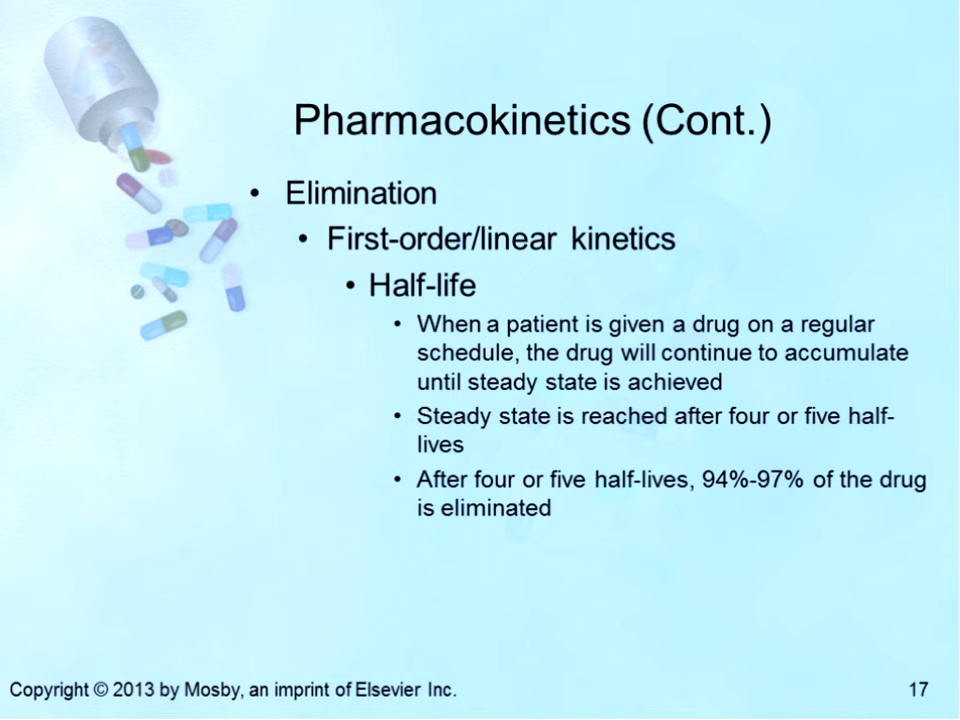 Pharmacokinetics (Cont.)
• Elimination
• First-order/linear kinetics
• Half-life
• When a patient is given a drug on a regular
schedule, the drug will continue to accumulate
until steady state is achieved
• Steady state is reached after four or five half-
lives
• After four or five half-lives, 94%-97% of the drug
is eliminated
Copyright © 2013 by Mosby, an imprint of Elsevier Inc.
17